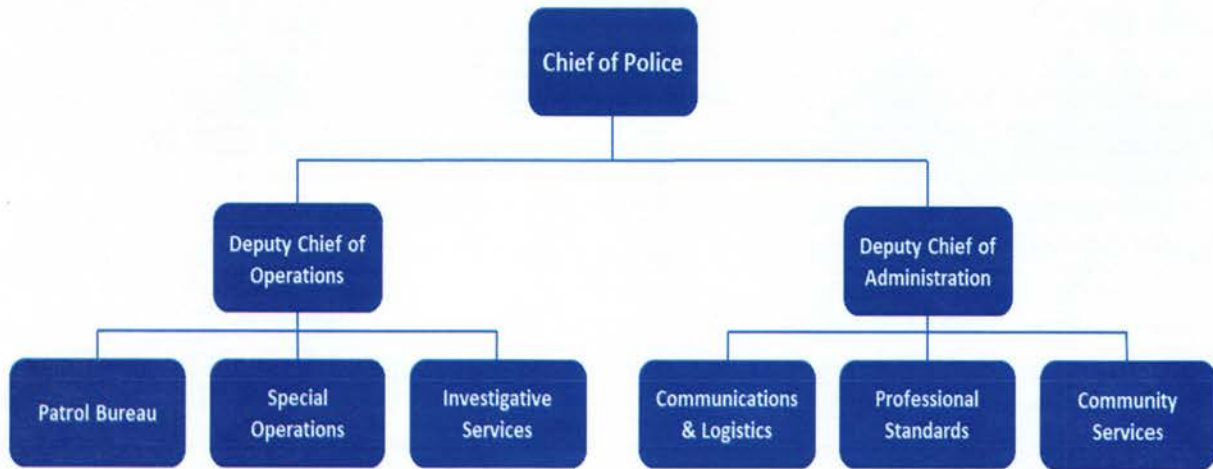 Chief of Police
Deputy Chief of
Operations
Deputy Chief of
Administration
Patrol Bureau
Special
Operations
Investigative
Services
Communications
& Logistics
Professional
Standards
Community
Services